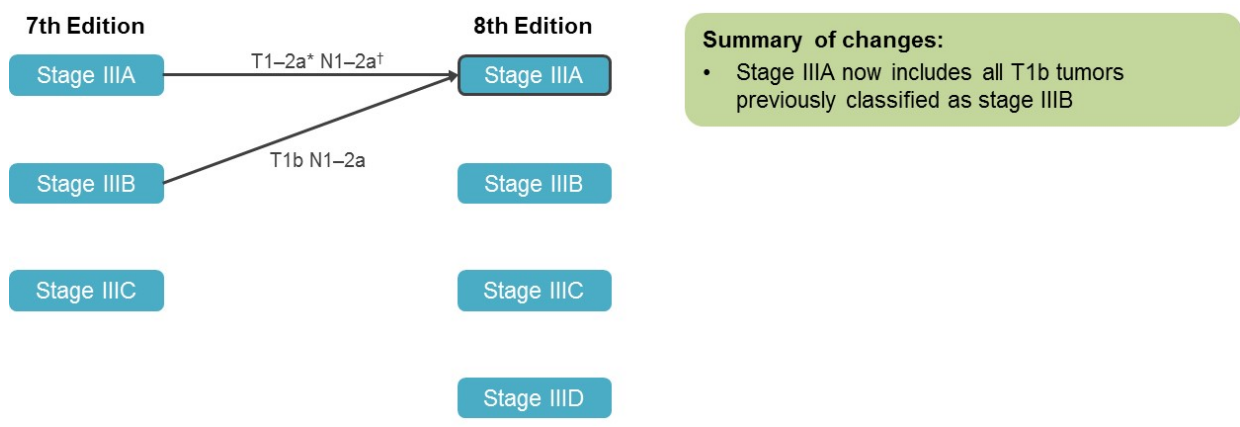 7th Edition
8th Edition
Summary of changes:
• Stage IIIA now includes all T1b tumors
previously classified as stage IIIB
Stage IIIA
T1–2a* N1–2a†
Stage IIIA
Stage IIIB
T1b N1–2a
Stage IIIB
Stage IIIC
Stage IIIC
Stage IIID